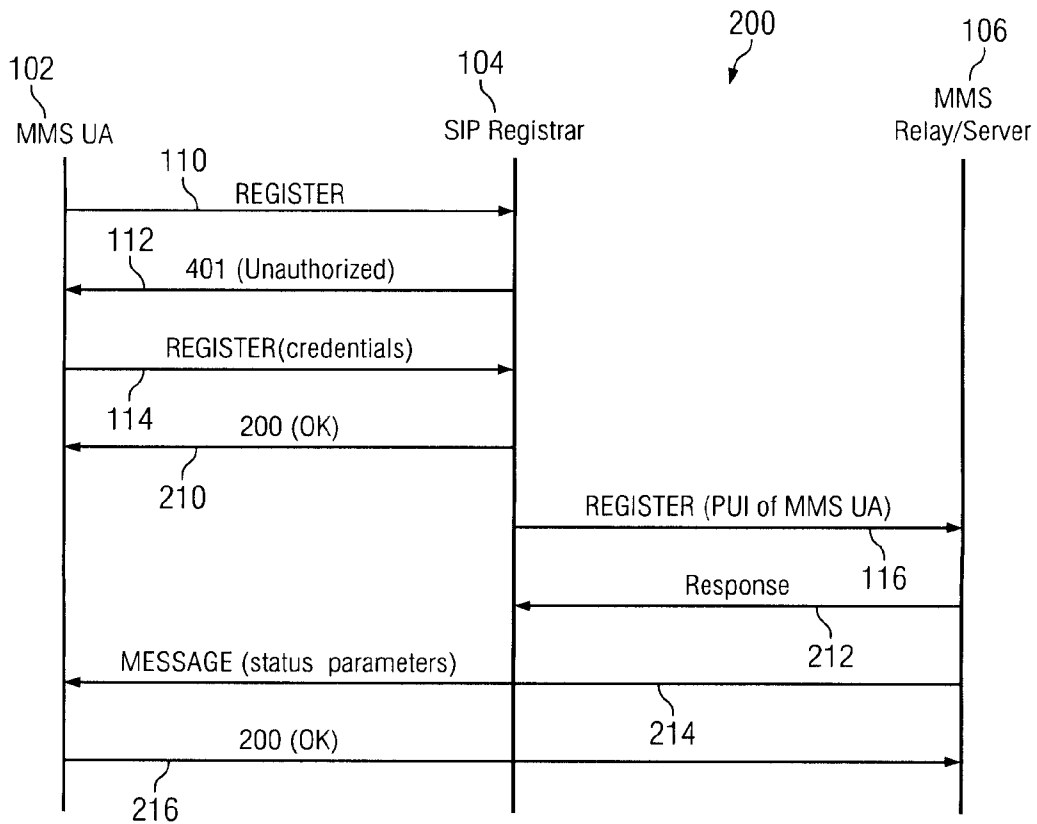 200
102
MMS UA
104
SIP Registrar
106
MMS
Relay/Server
110
REGISTER
112
401 (Unauthorized)
REGISTER(credentials)
114
200 (OK)
210
REGISTER (PUI of MMS UA)
116
Response
212
MESSAGE (status parameters)
214
200 (OK)
216